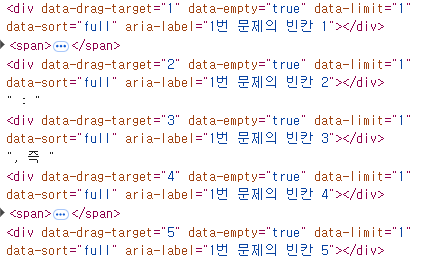 <div data-drag-target="1" data-empty="true" data-limit="1"
data-sort="full" aria-label="1번 문제의 빈칸 1"></div>
<span>…</span>
<div data-drag-target="2" data-empty="true" data-limit="1"
data-sort="full" aria-label="1번 문제의 빈칸 2"></div>
" : "
<div data-drag-target="3" data-empty="true" data-limit="1"
data-sort="full" aria-label="1번 문제의 빈칸 3"></div>
", 즉 "
<div data-drag-target="4" data-empty="true" data-limit="1"
data-sort="full" aria-label="1번 문제의 빈칸 4"></div>
<span>…</span>
<div data-drag-target="5" data-empty="true" data-limit="1"
data-sort="full" aria-label="1번 문제의 빈칸 5"></div>